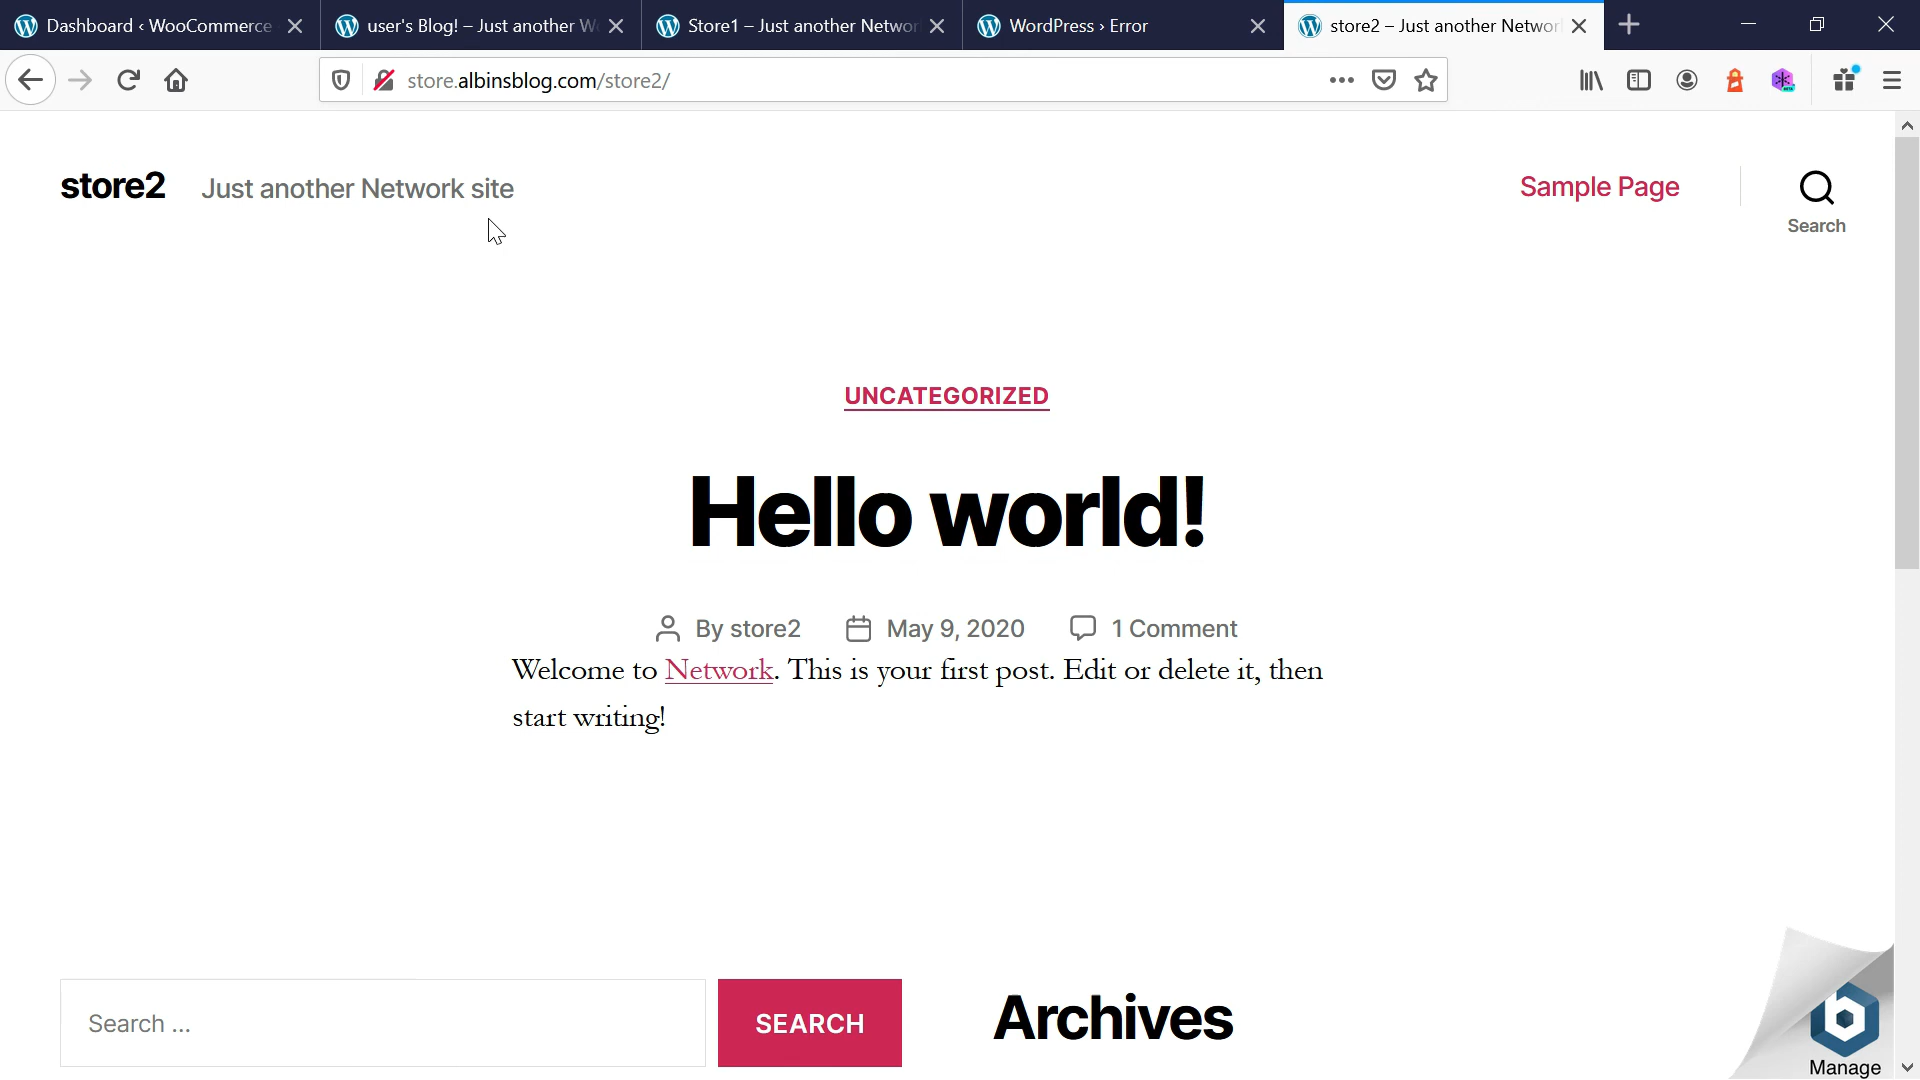 Dashboard ‹ WooCommerce
user's Blog! – Just another W
Store1 – Just another Networ
WordPress › Error
store2 – Just another Networ
store.albinsblog.com/store2/
store2
Just another Network site
Sample Page
Search
UNCATEGORIZED
Hello world!
By store2
May 9, 2020
1 Comment
Welcome to Network. This is your first post. Edit or delete it, then
start writing!
Search ...
SEARCH
Archives
Manage